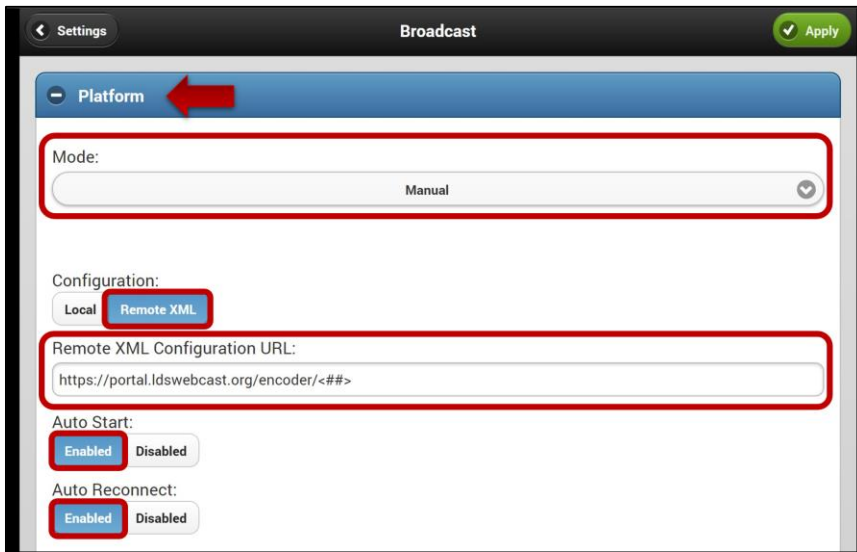 Settings
Broadcast
Apply
Platform
Mode:
Manual
Configuration:
Local Remote XML
Remote XML Configuration URL:
https://portal.ldswebcast.org/encoder/<##>
Auto Start:
Enabled Disabled
Auto Reconnect:
Enabled Disabled